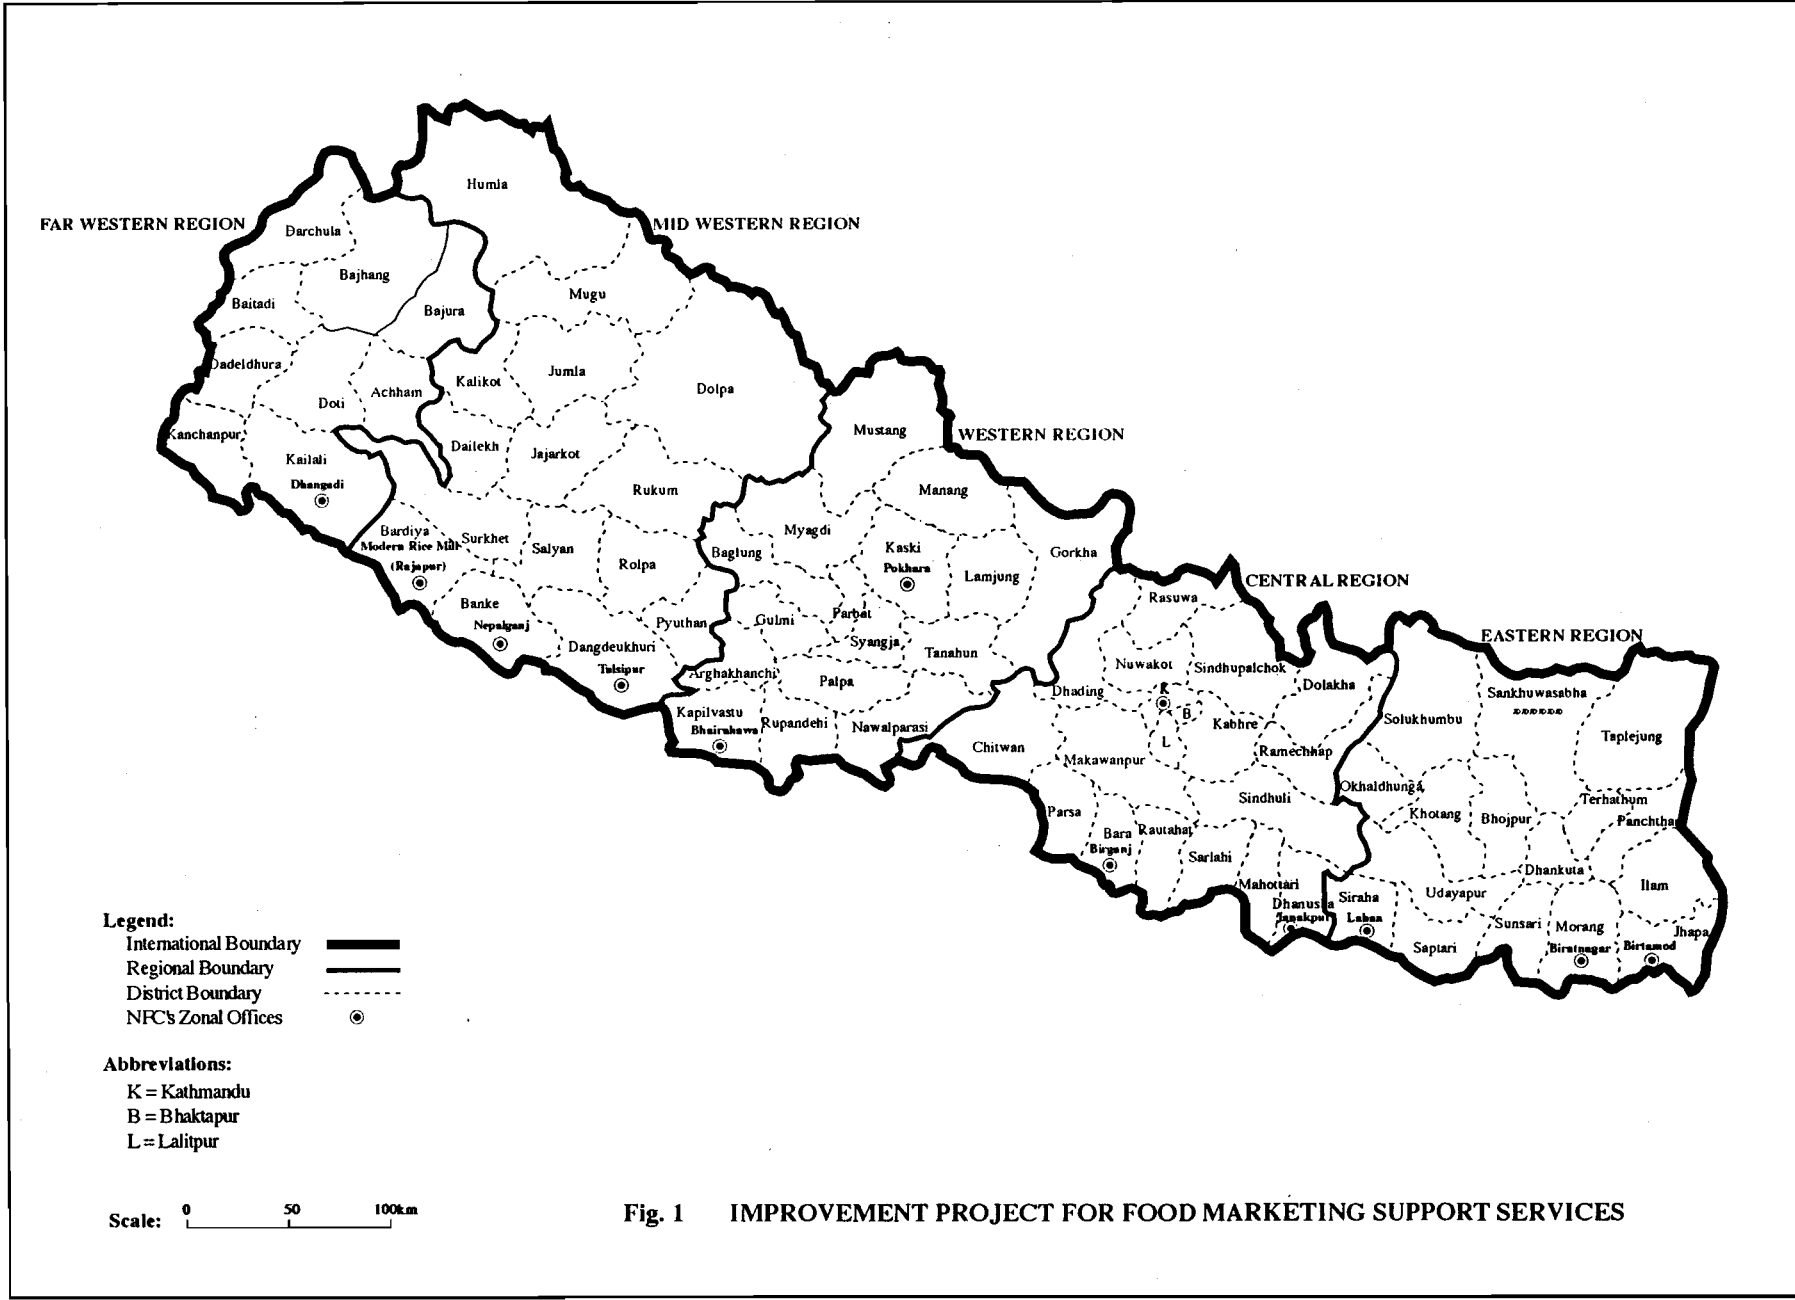 Humla
FAR WESTERN REGION
MID WESTERN REGION
Darchula
Bajhang
Mugu
Baitadi
Bajura
Dadeldhura
Jumla
Kalikot
Dolpa
Achham
Doti
Mustang
WESTERN REGION
Kanchanpur
Dailekh
Jajarkot
Kailali
Dhangadi
Rukum
Manang
Bardiya
Modern Rice Mill
(Rajapur)
Surkhet
Salyan
Rolpa
Myagdi
Baglung
Kaski
Pokhara
Gorkha
Lamjung
CENTRAL REGION
Rasuwa
Banke
Nepalganj
Pyuthan
Gulmi
Parbat
Syangja
EASTERN REGION
Dangdeukhuri
Tulsipur
Tanahun
Nuwakot
Sindhupalchok
Arghakhanchi
Palpa
Dhading
K
Dolakha
Sankhuwasabha
Kapilvastu
Bhairahawa
Rupandehi
Nawalparasi
B
Kabhre
Solukhumbu
L
Taplejung
Chitwan
Makawanpur
Ramechhap
Okhaldhunga
Sindhuli
Terhathum
Parsa
Khotang
Bhojpur
Panchthar
Bara
Birganj
Rautahat
Sarlahi
Dhankuta
Mahottari
Ilam
Siraha
Udayapur
Dhanusha
Janakpur
Lahan
Sunsari
Morang
Jhapa
Saptari
Biratnagar
Birtamod
Legend:
International Boundary
Regional Boundary
District Boundary
NFC's Zonal Offices
Abbreviations:
K = Kathmandu
B = Bhaktapur
L = Lalitpur
0 50 100km
Scale:
Fig. 1 IMPROVEMENT PROJECT FOR FOOD MARKETING SUPPORT SERVICES